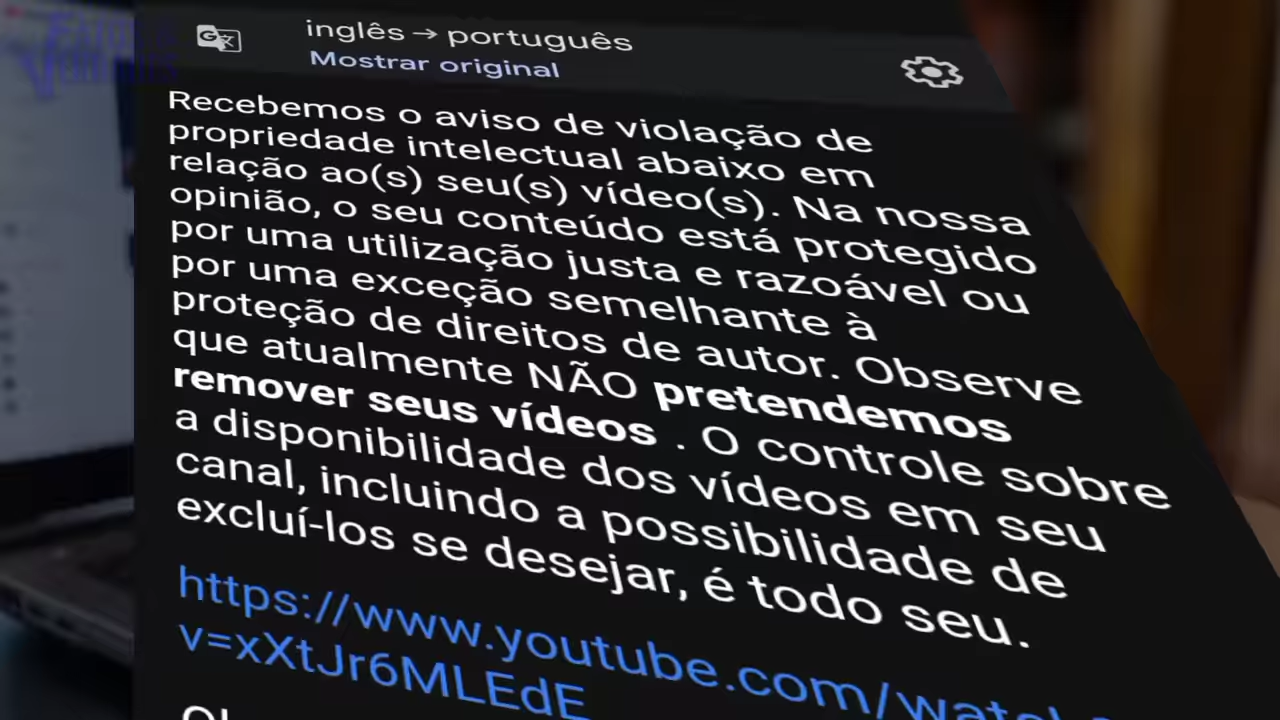 inglês → português
Mostrar original
Recebemos o aviso de violação de
propriedade intelectual abaixo em
relação ao(s) seu(s) vídeo(s). Na nossa
opinião, o seu conteúdo está protegido
por uma utilização justa e razoável ou
por uma exceção semelhante à
proteção de direitos de autor. Observe
que atualmente NÃO pretendemos
remover seus vídeos . O controle sobre
a disponibilidade dos vídeos em seu
canal, incluindo a possibilidade de
excluí-los se desejar, é todo seu.
https://www.youtube.com/watch
v=xXtJr6MLEdE